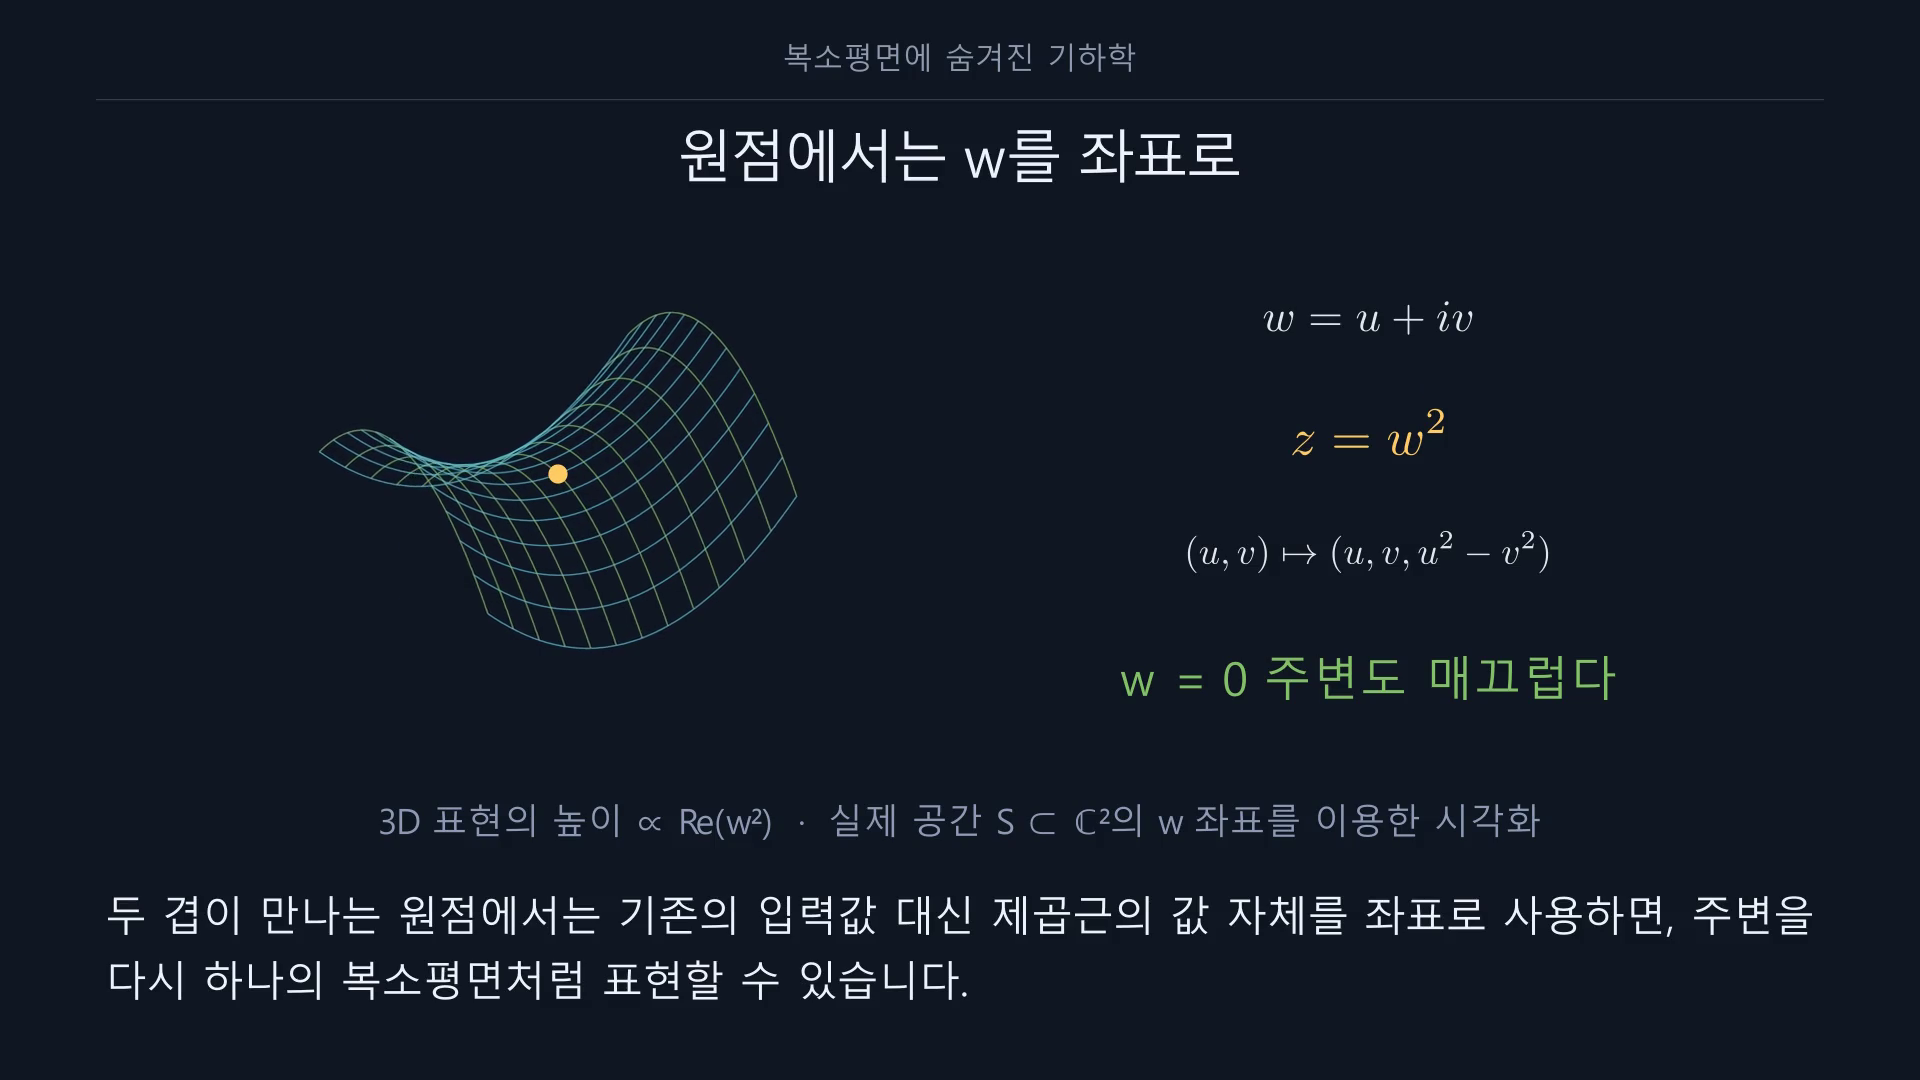 복소평면에 숨겨진 기하학
원점에서는 w를 좌표로
w = u + iv
z = w²
(u, v) ↦ (u, v, u² − v²)
w = 0 주변도 매끄럽다
3D 표현의 높이 ∝ Re(w²) · 실제 공간 S ⊂ ℂ²의 w 좌표를 이용한 시각화
두 겹이 만나는 원점에서는 기존의 입력값 대신 제곱근의 값 자체를 좌표로 사용하면, 주변을
다시 하나의 복소평면처럼 표현할 수 있습니다.